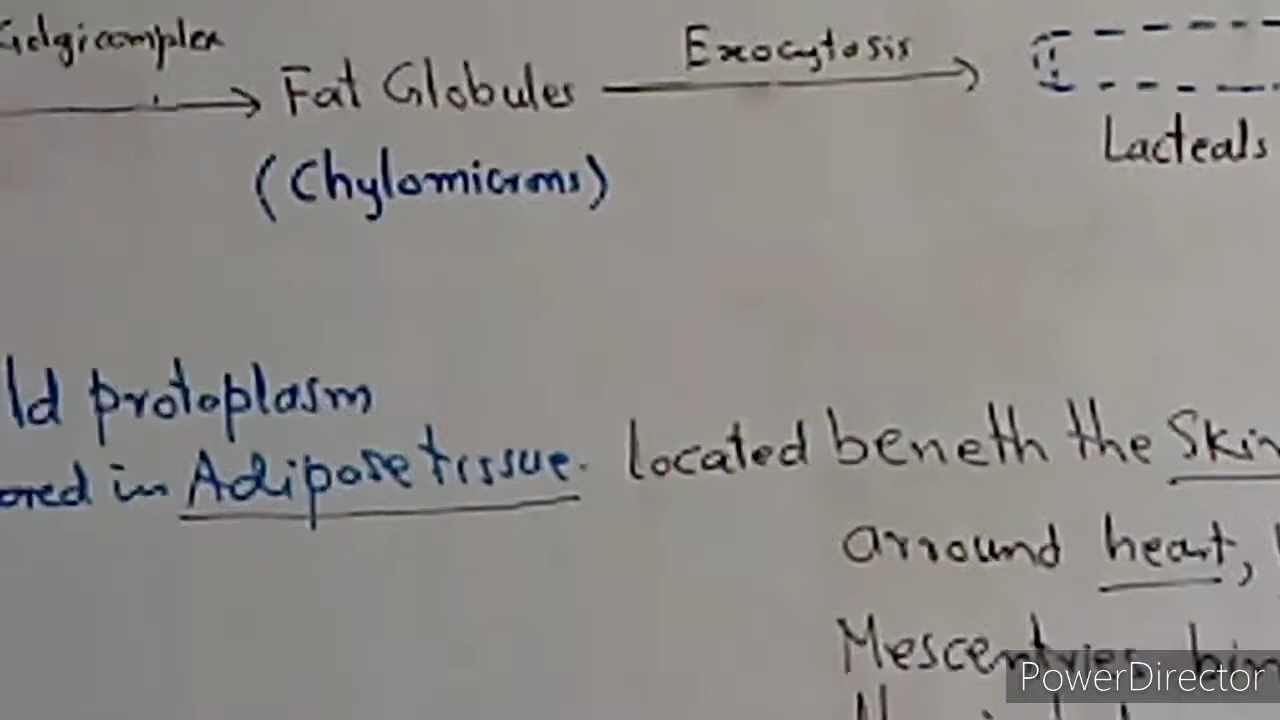 Golgicomplex
Exocytosis
Fat Globules
Lacteals
(Chylomicrons)
ld protoplasm
ored in Adipose tissue. located beneth the Skin
arround heart,
Mescentries
PowerDirector